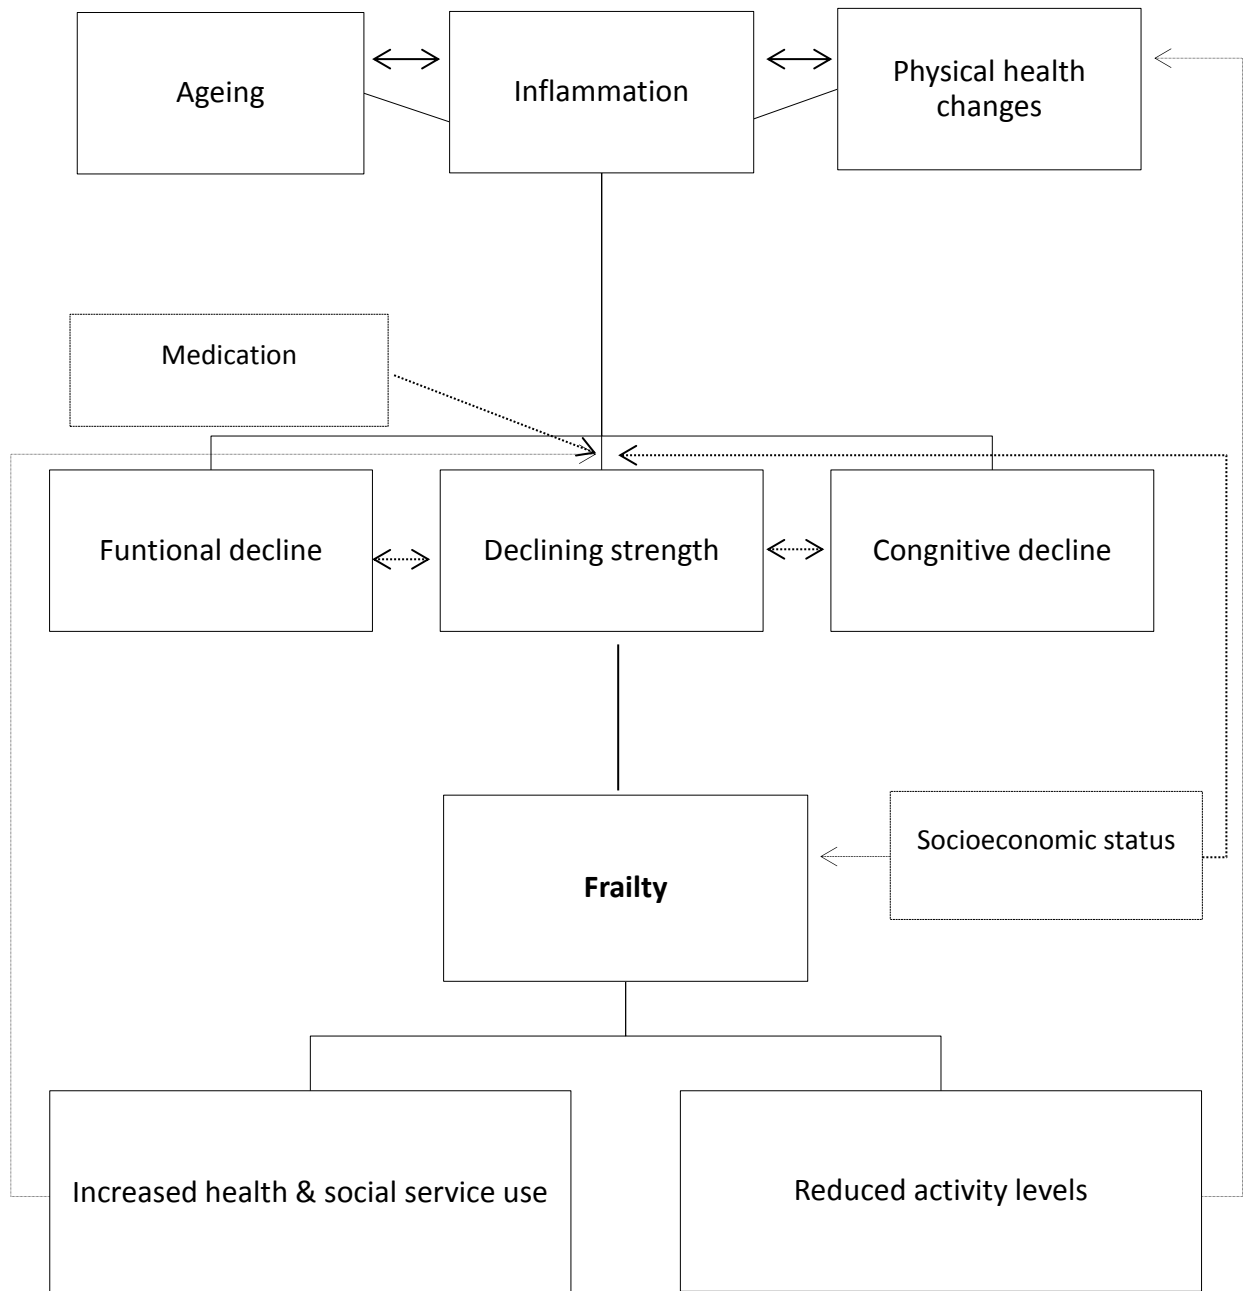 Ageing
Inflammation
Physical health
changes
Medication
Funtional decline
Declining strength
Congnitive decline
Socioeconomic status
Frailty
Increased health & social service use
Reduced activity levels